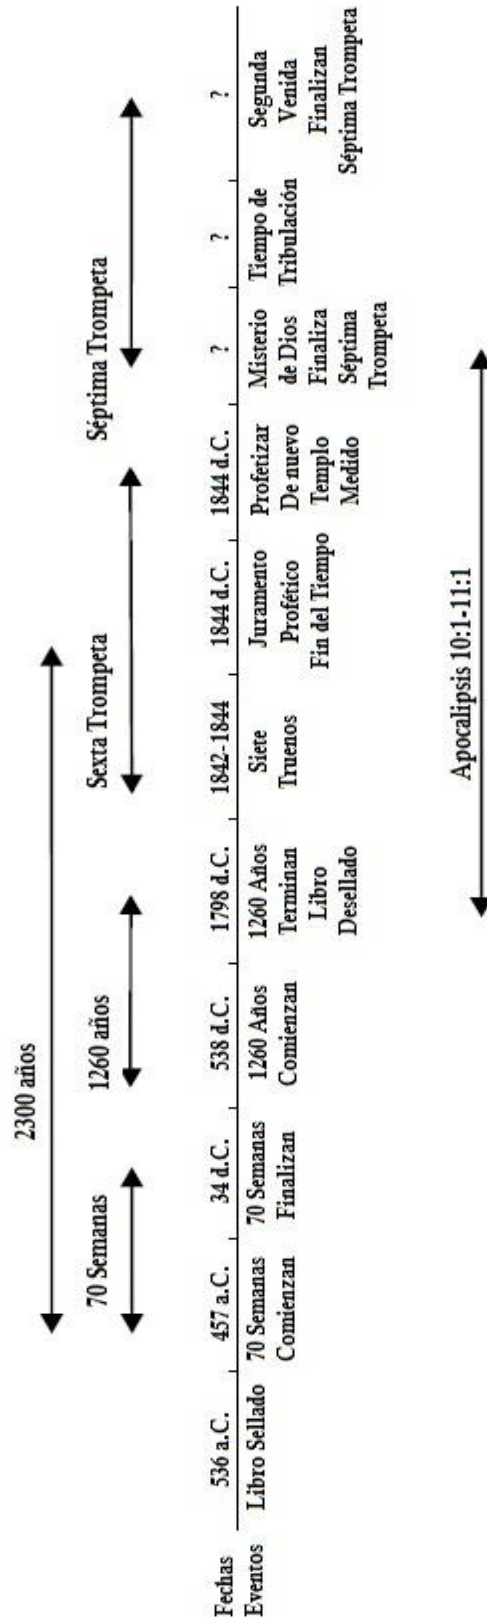 2300 años
70 Semanas
1260 años
Sexta Trompeta
Séptima Trompeta
Fechas
536 a.C.
457 a.C.
34 d.C.
538 d.C.
1798 d.C.
1842-1844
1844 d.C.
1844 d.C.
?
?
?
Eventos
Libro Sellado
70 Semanas
Comienzan
70 Semanas
Finalizan
1260 Años
Comienzan
1260 Años
Terminan
Libro
Desellado
Siete
Truenos
Juramento
Profético
Fin del Tiempo
Profetizar
De nuevo
Templo
Medido
Misterio
de Dios
Finaliza
Séptima
Trompeta
Tiempo de
Tribulación
Segunda
Venida
Finalizan
Séptima Trompeta
Apocalipsis 10:1-11:1